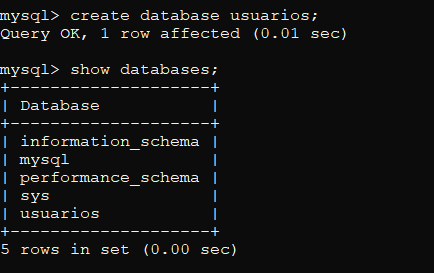 mysql> create database usuarios;
Query OK, 1 row affected (0.01 sec)

mysql> show databases;
+--------------------+
| Database           |
+--------------------+
| information_schema |
| mysql              |
| performance_schema |
| sys                |
| usuarios           |
+--------------------+
5 rows in set (0.00 sec)